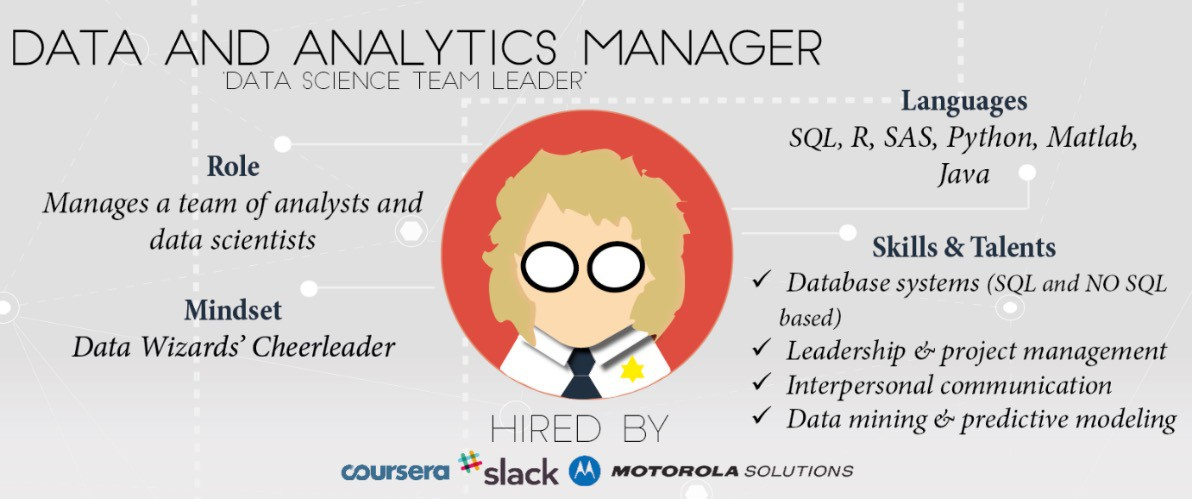 DATA AND ANALYTICS MANAGER
'DATA SCIENCE TEAM LEADER'
Role
Manages a team of analysts and
data scientists
Mindset
Data Wizards' Cheerleader
Languages
SQL, R, SAS, Python, Matlab,
Java
Skills & Talents
✓ Database systems (SQL and NO SQL
based)
✓ Leadership & project management
✓ Interpersonal communication
✓ Data mining & predictive modeling
HIRED BY
coursera slack MOTOROLA SOLUTIONS